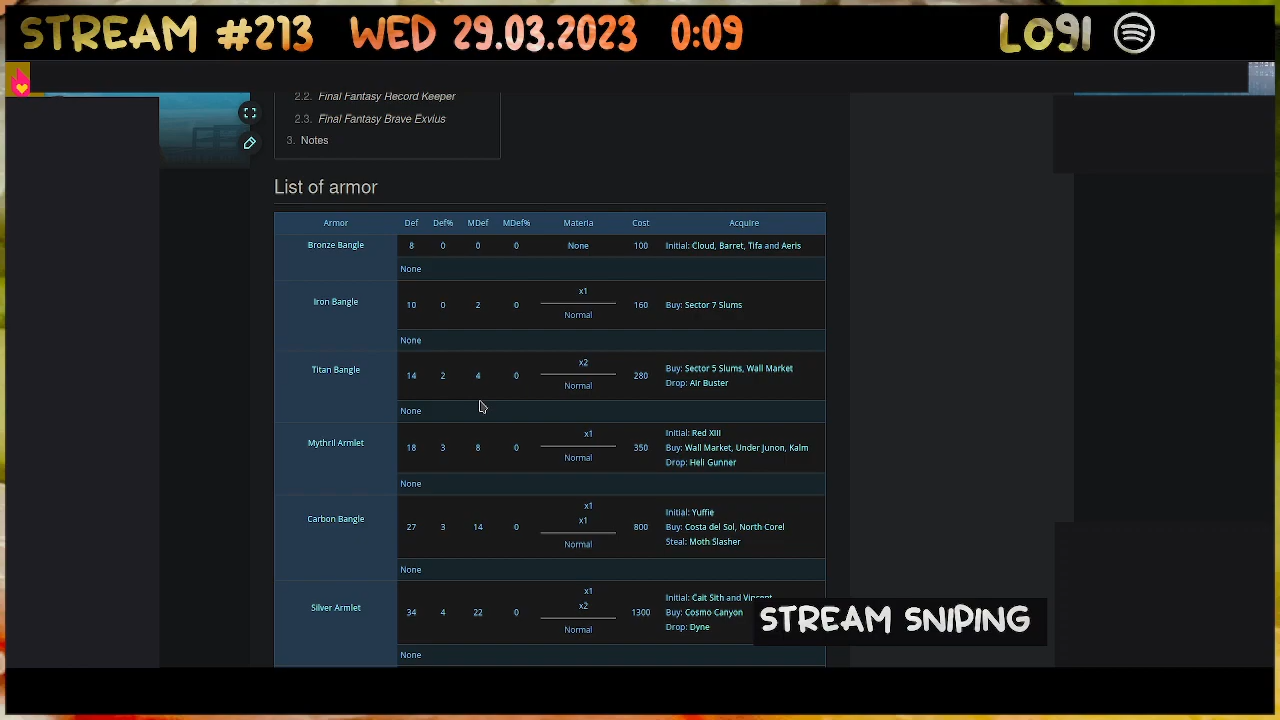 STREAM #213 WED 29.03.2023 0:09 LO9I
2.2. Final Fantasy Record Keeper
2.3. Final Fantasy Brave Exvius
3. Notes
List of armor
Armor Def Def% MDef MDef% Materia Cost Acquire
Bronze Bangle 8 0 0 0 None 100 Initial: Cloud, Barret, Tifa and Aeris
None
x1
Iron Bangle 10 0 2 0 160 Buy: Sector 7 Slums
Normal
None
x2
Titan Bangle 14 2 4 0 280 Buy: Sector 5 Slums, Wall Market
Normal Drop: Air Buster
None
x1 Initial: Red XIII
Mythril Armlet 18 3 8 0 350 Buy: Wall Market, Under Junon, Kalm
Normal Drop: Heli Gunner
None
x1 Initial: Yuffie
x1
Carbon Bangle 27 3 14 0 800 Buy: Costa del Sol, North Corel
Normal Steal: Moth Slasher
None
x1 Initial: Cait Sith and Vincent
x2
Silver Armlet 34 4 22 0 1300 Buy: Cosmo Canyon
Normal Drop: Dyne
None
STREAM SNIPING